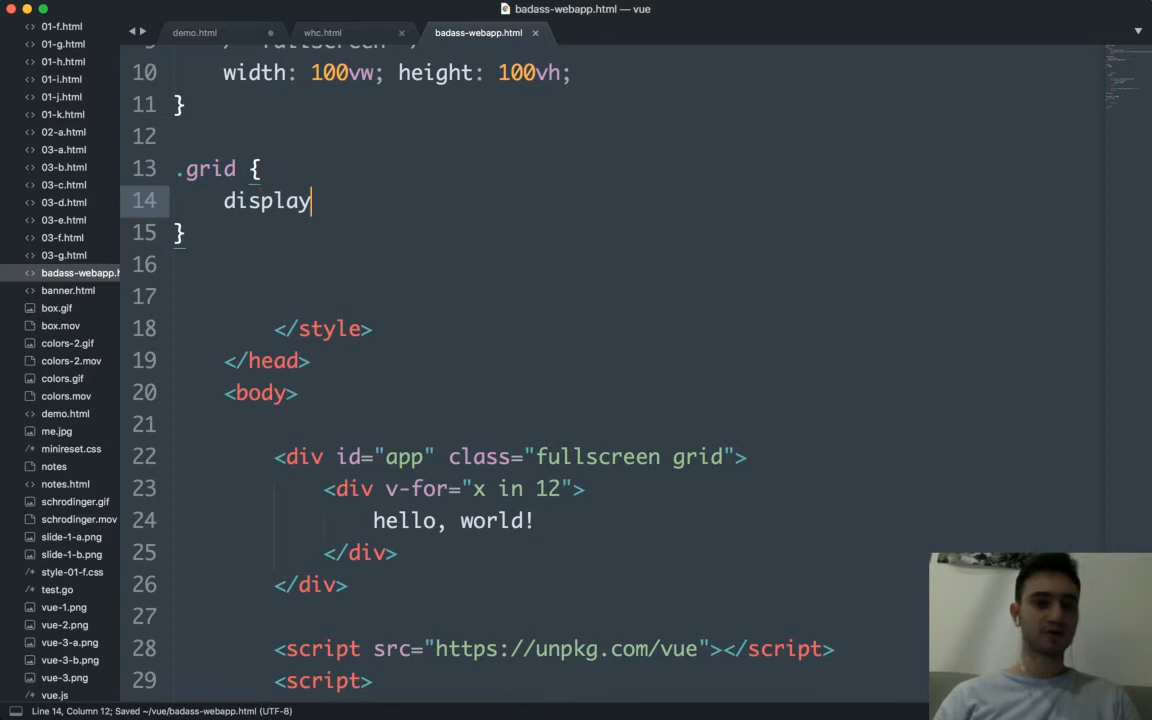 badass-webapp.html — vue
demo.html
whc.html
badass-webapp.html
01-f.html
01-g.html
01-h.html
01-i.html
01-j.html
01-k.html
02-a.html
03-a.html
03-b.html
03-c.html
03-d.html
03-e.html
03-f.html
03-g.html
badass-webapp.h
banner.html
box.gif
box.mov
colors-2.gif
colors-2.mov
colors.gif
colors.mov
demo.html
me.jpg
minireset.css
notes
notes.html
schrodinger.gif
schrodinger.mov
slide-1-a.png
slide-1-b.png
style-01-f.css
test.go
vue-1.png
vue-2.png
vue-3-a.png
vue-3-b.png
vue-3.png
vue.js
10 width: 100vw; height: 100vh;
11 }
12
13 .grid {
14 display
15 }
16
17
18 </style>
19 </head>
20 <body>
21
22 <div id="app" class="fullscreen grid">
23 <div v-for="x in 12">
24 hello, world!
25 </div>
26 </div>
27
28 <script src="https://unpkg.com/vue"></script>
29 <script>
Line 14, Column 12; Saved ~/vue/badass-webapp.html (UTF-8)